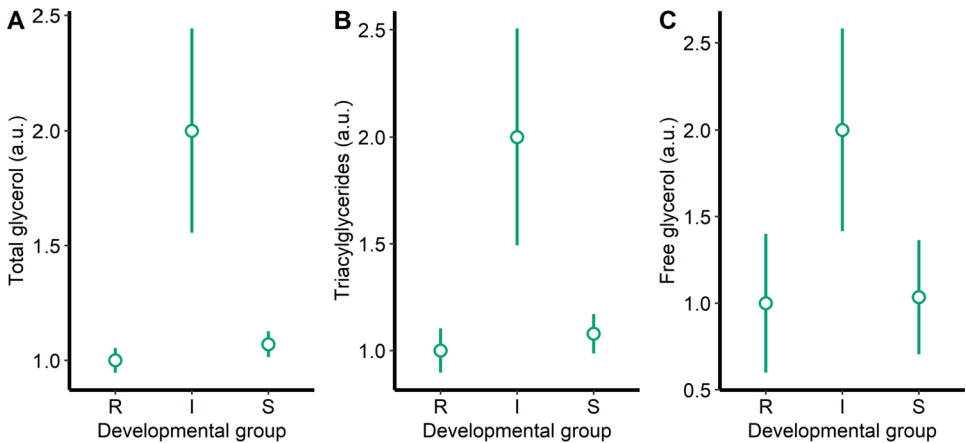 A
Total glycerol (a.u.)
2.5
2.0
1.5
1.0
R I S
Developmental group
B
Triacylglycerides (a.u.)
2.5
2.0
1.5
1.0
R I S
Developmental group
C
Free glycerol (a.u.)
2.5
2.0
1.5
1.0
0.5
R I S
Developmental group